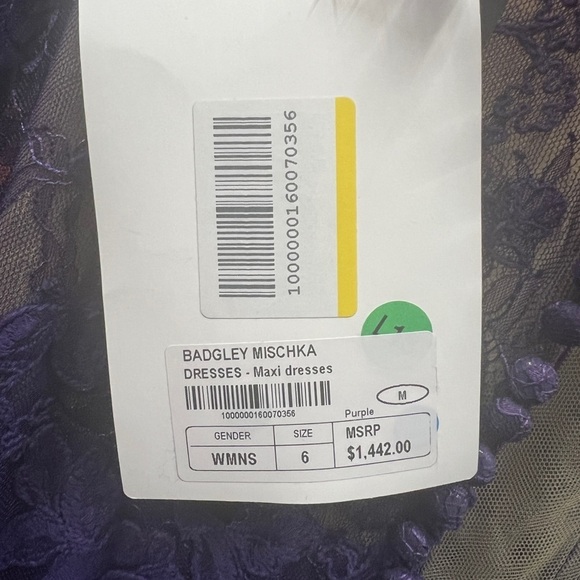 1000000160070356
BADGLEY MISCHKA
DRESSES - Maxi dresses
1000000160070356
M
Purple
GENDER SIZE MSRP
WMNS 6 $1,442.00